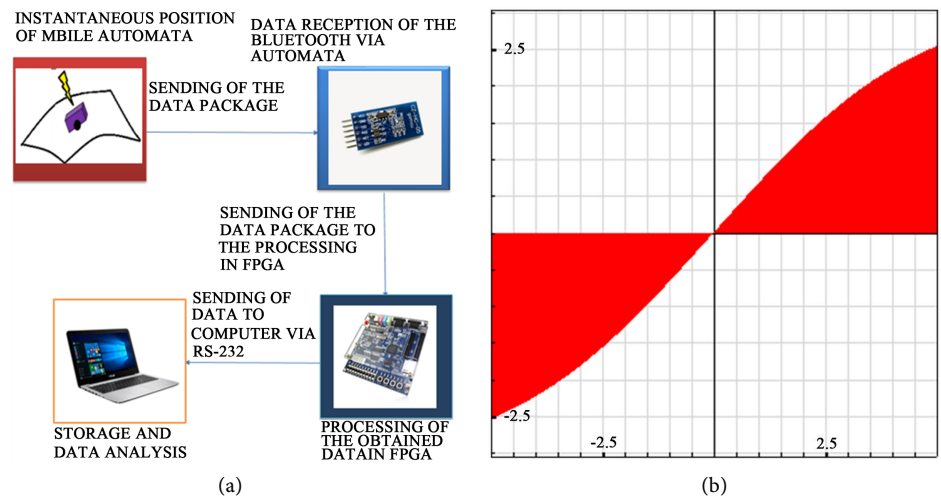 INSTANTANEOUS POSITION
OF MBILE AUTOMATA
DATA RECEPTION OF THE
BLUETOOTH VIA
AUTOMATA
SENDING OF THE
DATA PACKAGE
SENDING OF THE
DATA PACKAGE TO
THE PROCESSING
IN FPGA
SENDING OF
DATA TO
COMPUTER VIA
RS-232
STORAGE AND
DATA ANALYSIS
PROCESSING OF
THE OBTAINED
DATAIN FPGA
(a)
2.5
-2.5
-2.5
2.5
(b)